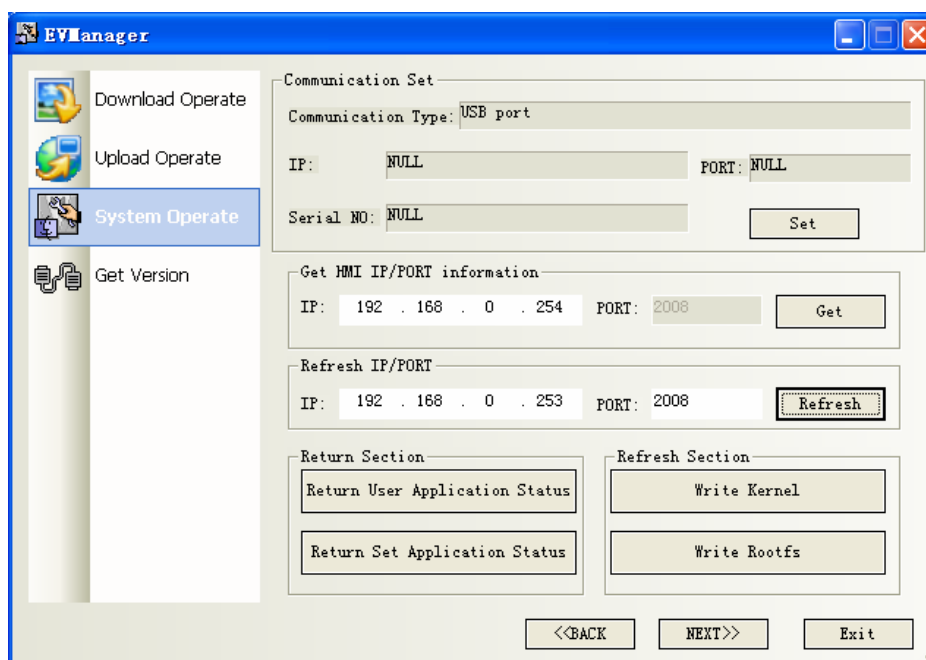 EVManager
Download Operate
Upload Operate
System Operate
Get Version
Communication Set
Communication Type: USB port
IP: NULL PORT: NULL
Serial NO: NULL Set
Get HMI IP/PORT information
IP: 192 . 168 . 0 . 254 PORT: 2008 Get
Refresh IP/PORT
IP: 192 . 168 . 0 . 253 PORT: 2008 Refresh
Return Section
Return User Application Status
Return Set Application Status
Refresh Section
Write Kernel
Write Rootfs
<<BACK NEXT>> Exit